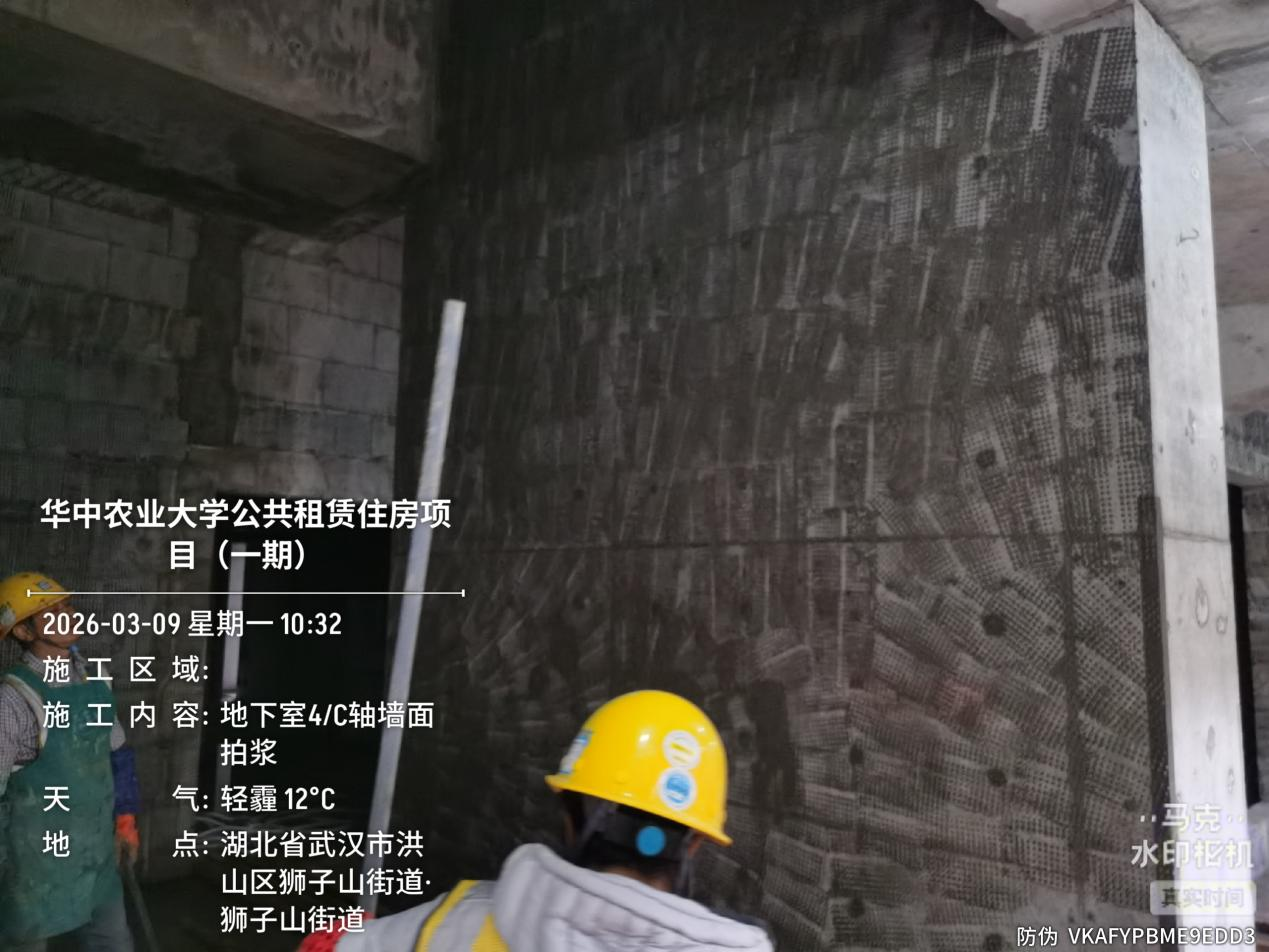 华中农业大学公共租赁住房项
目（一期）
2026-03-09 星期一 10:32
施工区域:
施工内容: 地下室4/C轴墙面
拍浆
天气: 轻霾 12°C
地点: 湖北省武汉市洪
山区狮子山街道·
狮子山街道
马克
水印相机
真实时间
防伪 VKAFYPBME9EDD3